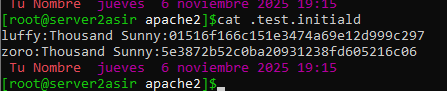 Tu Nombre jueves 6 noviembre 2025 19:15
[root@server2asir apache2]$cat .test.initiald
luffy:Thousand Sunny:01516f166c151e3474a69e12d999c297
zoro:Thousand Sunny:5e3872b52c0ba20931238fd605216c06
Tu Nombre jueves 6 noviembre 2025 19:15
[root@server2asir apache2]$